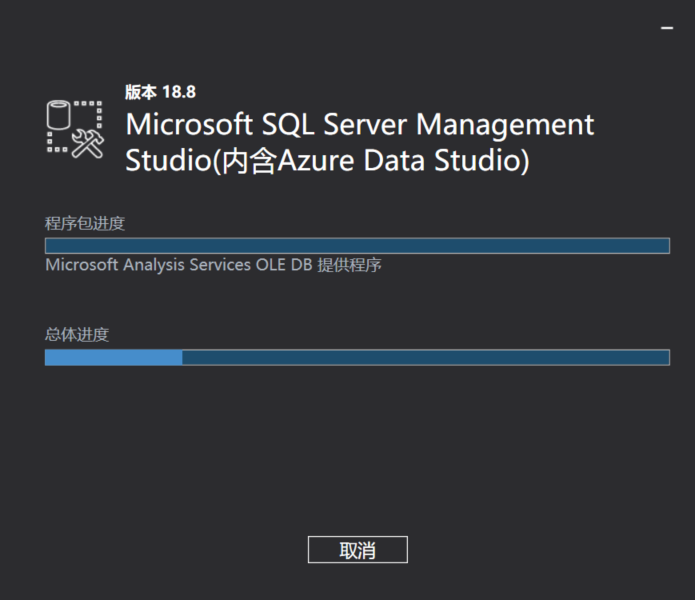 版本 18.8
Microsoft SQL Server Management
Studio(内含Azure Data Studio)
程序包进度
Microsoft Analysis Services OLE DB 提供程序
总体进度
取消